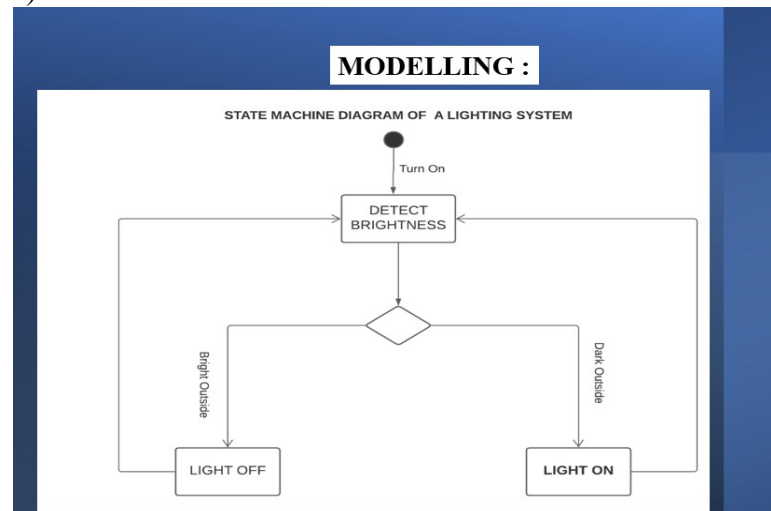 MODELLING :
STATE MACHINE DIAGRAM OF A LIGHTING SYSTEM
Turn On
DETECT
BRIGHTNESS
Bright Outside
Dark Outside
LIGHT OFF
LIGHT ON